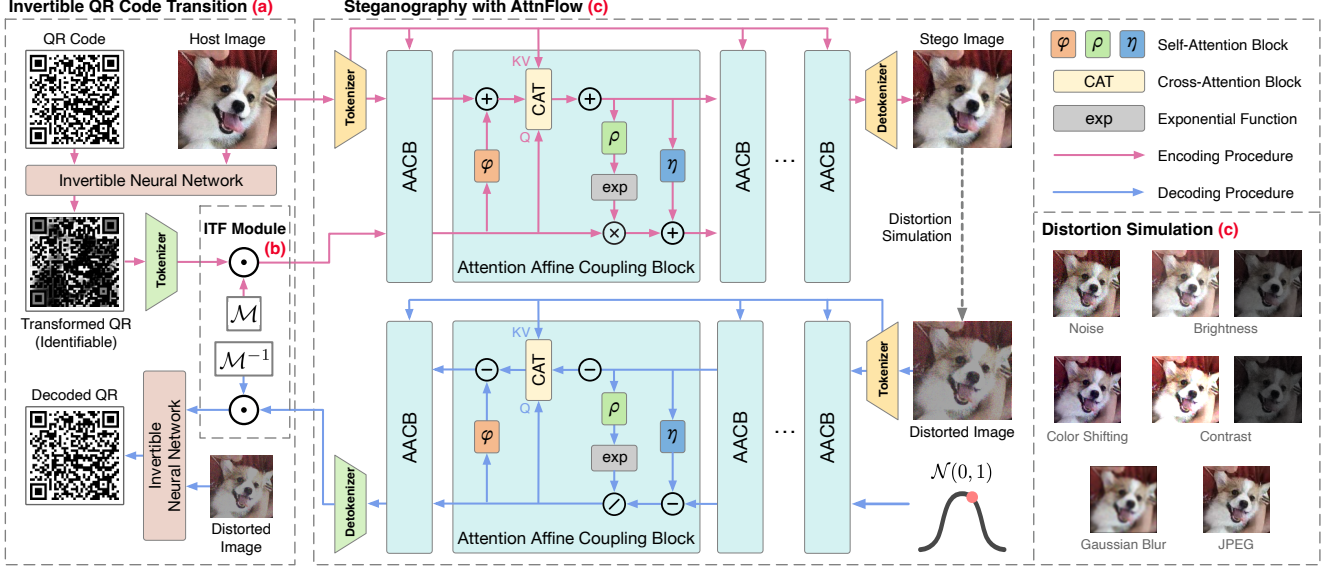 Invertible QR Code Transition (a)
QR Code
Host Image
Invertible Neural Network
Transformed QR
(Identifiable)
Tokenizer
ITF Module
(b)
M
M⁻¹
Decoded QR
Invertible
Neural Network
Distorted
Image
Steganography with AttnFlow (c)
Tokenizer
AACB
KV
CAT
Q
φ
ρ
exp
η
Attention Affine Coupling Block
AACB
...
AACB
Detokenizer
Stego Image
Distortion
Simulation
Detokenizer
AACB
KV
CAT
Q
φ
ρ
exp
η
Attention Affine Coupling Block
AACB
...
AACB
Tokenizer
Distorted Image
N(0, 1)
φ ρ η Self-Attention Block
CAT Cross-Attention Block
exp Exponential Function
Encoding Procedure
Decoding Procedure
Distortion Simulation (c)
Noise
Brightness
Color Shifting
Contrast
Gaussian Blur
JPEG